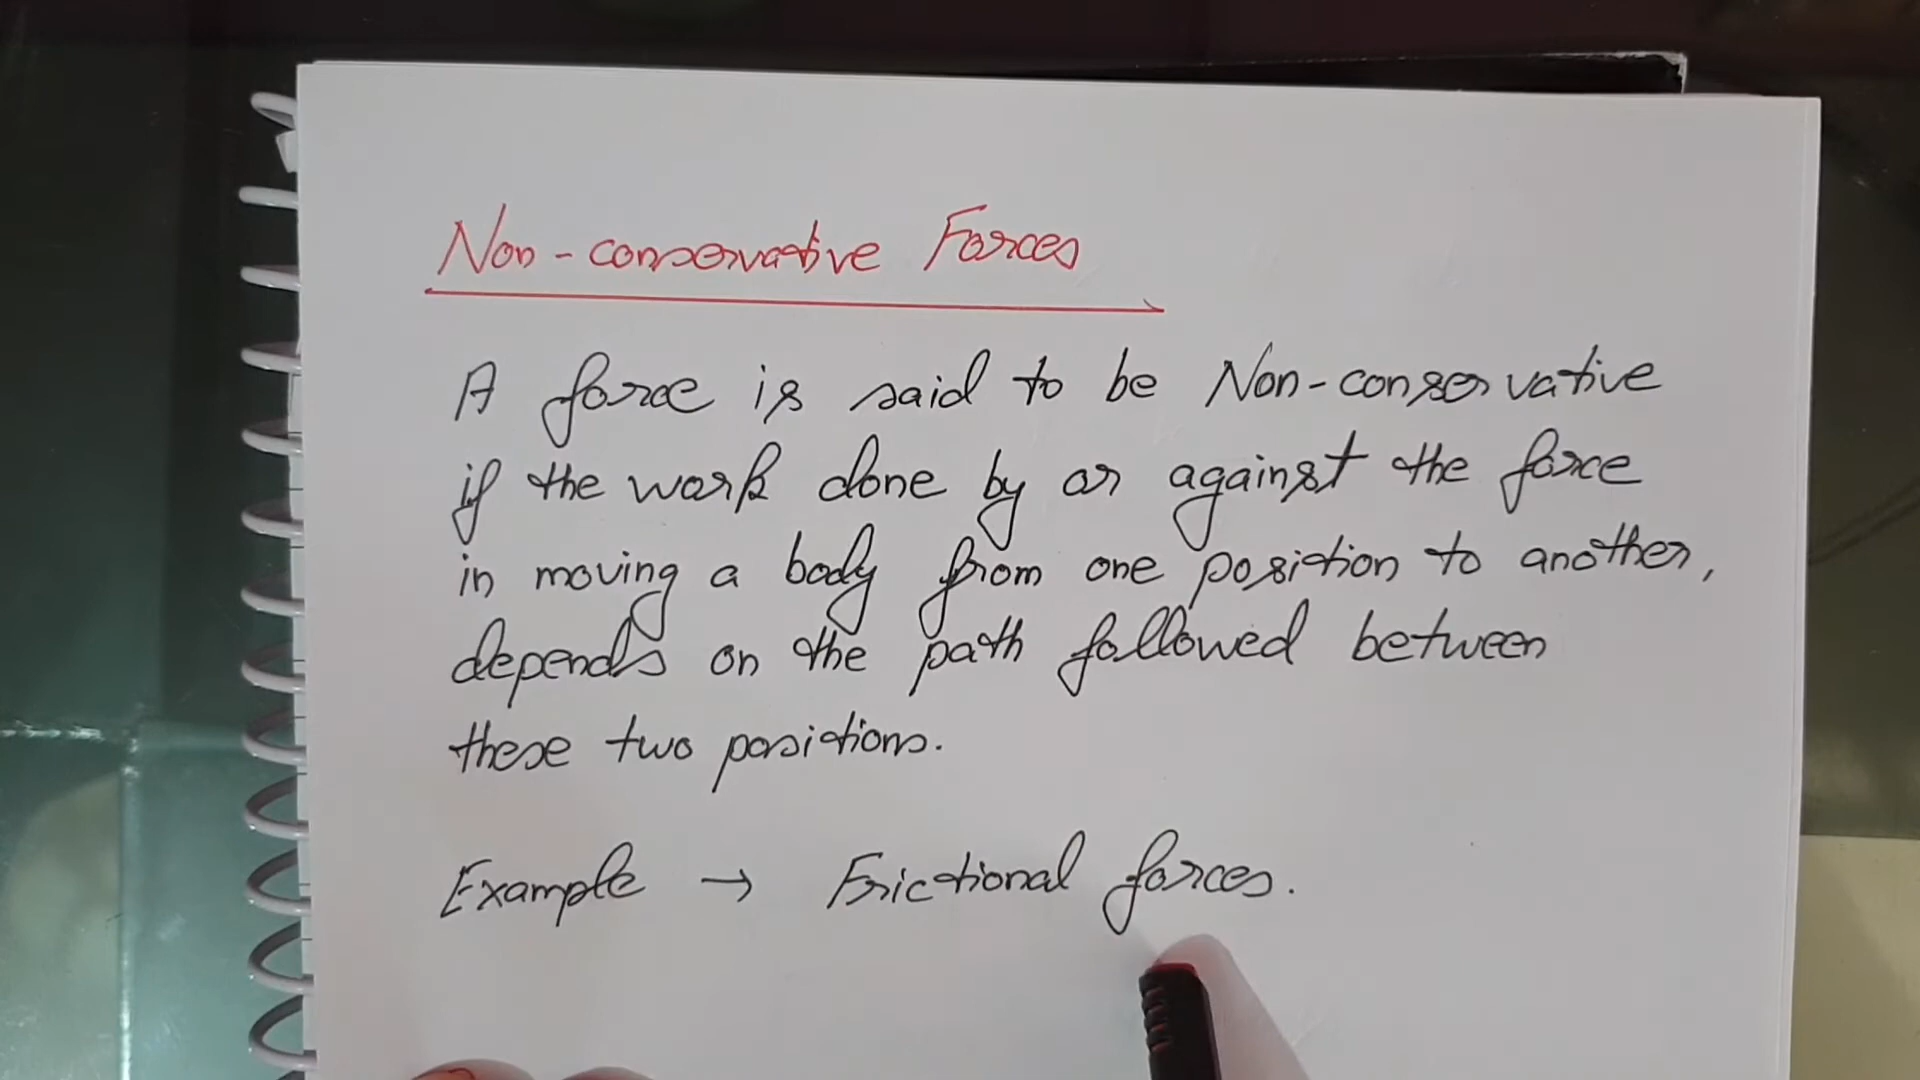 Non-conservative Forces
A force is said to be Non-conservative
if the work done by or against the force
in moving a body from one position to another,
depends on the path followed between
these two positions.
Example → Frictional forces.